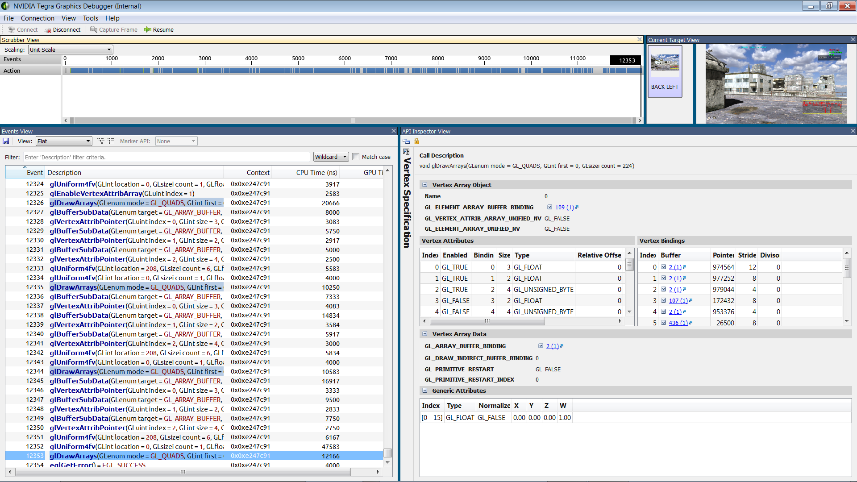 NVIDIA Tegra Graphics Debugger (Internal)
File Connection View Tools Help
Connect Disconnect Capture Frame Resume
Scrubber View
Scaling: Unit Scale
Events 0 1000 2000 3000 4000 5000 6000 7000 8000 9000 10000 11000 12353
Action
Current Target View
BACK LEFT
Events View
View: Flat Marker API: None
Filter: Enter 'Description' filter criteria. Wildcard Match case
Event Description Context CPU Time (ns) GPU Ti
12324 glUniform4fv(GLint location = 0, GLsizei count = 1, GLflo 0x0xe247c91 3917
12325 glEnableVertexAttribArray(GLuint index = 1) 0x0xe247c91 2583
12326 glDrawArrays(GLenum mode = GL_QUADS, GLint first = 0x0xe247c91 20666
12327 glBufferSubData(GLenum target = GL_ARRAY_BUFFER, 0x0xe247c91 8000
12328 glVertexAttribPointer(GLuint index = 0, GLint size = 3, G 0x0xe247c91 3083
12329 glBufferSubData(GLenum target = GL_ARRAY_BUFFER, 0x0xe247c91 5750
12330 glVertexAttribPointer(GLuint index = 1, GLint size = 2, G 0x0xe247c91 2917
12331 glBufferSubData(GLenum target = GL_ARRAY_BUFFER, 0x0xe247c91 5000
12332 glVertexAttribPointer(GLuint index = 2, GLint size = 4, G 0x0xe247c91 2500
12333 glUniform4fv(GLint location = 208, GLsizei count = 6, GL 0x0xe247c91 5583
12334 glUniform4fv(GLint location = 0, GLsizei count = 1, GLflo 0x0xe247c91 4000
12335 glDrawArrays(GLenum mode = GL_QUADS, GLint first = 0x0xe247c91 10250
12336 glBufferSubData(GLenum target = GL_ARRAY_BUFFER, 0x0xe247c91 7333
12337 glVertexAttribPointer(GLuint index = 0, GLint size = 3, G 0x0xe247c91 4083
12338 glBufferSubData(GLenum target = GL_ARRAY_BUFFER, 0x0xe247c91 14834
12339 glVertexAttribPointer(GLuint index = 1, GLint size = 2, G 0x0xe247c91 3584
12340 glBufferSubData(GLenum target = GL_ARRAY_BUFFER, 0x0xe247c91 5417
12341 glVertexAttribPointer(GLuint index = 2, GLint size = 4, G 0x0xe247c91 3000
12342 glUniform4fv(GLint location = 208, GLsizei count = 6, GL 0x0xe247c91 5834
12343 glUniform4fv(GLint location = 0, GLsizei count = 1, GLflo 0x0xe247c91 4000
12344 glDrawArrays(GLenum mode = GL_QUADS, GLint first = 0x0xe247c91 10583
12345 glBufferSubData(GLenum target = GL_ARRAY_BUFFER, 0x0xe247c91 16917
12346 glVertexAttribPointer(GLuint index = 0, GLint size = 3, G 0x0xe247c91 3333
12347 glBufferSubData(GLenum target = GL_ARRAY_BUFFER, 0x0xe247c91 9500
12348 glVertexAttribPointer(GLuint index = 1, GLint size = 2, G 0x0xe247c91 2833
12349 glBufferSubData(GLenum target = GL_ARRAY_BUFFER, 0x0xe247c91 7750
12350 glVertexAttribPointer(GLuint index = 2, GLint size = 4, G 0x0xe247c91 2750
12351 glUniform4fv(GLint location = 208, GLsizei count = 6, GL 0x0xe247c91 6167
12352 glUniform4fv(GLint location = 0, GLsizei count = 1, GLflo 0x0xe247c91 47583
12353 glDrawArrays(GLenum mode = GL_QUADS, GLint first = 0x0xe247c91 12166
12354 eglGetError() = EGL_SUCCESS 0x0xe247c91 4000
API Inspector View
Vertex Specification
Call Description
void glDrawArrays(GLenum mode = GL_QUADS, GLint first = 0, GLsizei count = 224)
Vertex Array Object
Name 0
GL_ELEMENT_ARRAY_BUFFER_BINDING 109 (1)
GL_VERTEX_ATTRIB_ARRAY_UNIFIED_NV GL_FALSE
GL_ELEMENT_ARRAY_UNIFIED_NV GL_FALSE
Vertex Attributes
Index Enabled Bindin Size Type Relative Offse
0 GL_TRUE 0 3 GL_FLOAT 0
1 GL_TRUE 1 2 GL_FLOAT 0
2 GL_TRUE 2 4 GL_UNSIGNED_BYTE 0
3 GL_FALSE 3 2 GL_FLOAT 0
4 GL_FALSE 4 4 GL_UNSIGNED_BYTE 0
Vertex Bindings
Index Buffer Pointer Stride Diviso
0 2 (1) 974564 12 0
1 2 (1) 977252 8 0
2 2 (1) 979044 4 0
3 107 (1) 172432 8 0
4 2 (1) 953376 4 0
5 436 (1) 26500 8 0
Vertex Array Data
GL_ARRAY_BUFFER_BINDING 2 (1)
GL_DRAW_INDIRECT_BUFFER_BINDING 0
GL_PRIMITIVE_RESTART GL_FALSE
GL_PRIMITIVE_RESTART_INDEX 0
Generic Attributes
Index Type Normalize X Y Z W
[0 15] GL_FLOAT GL_FALSE 0.00 0.00 0.00 1.00